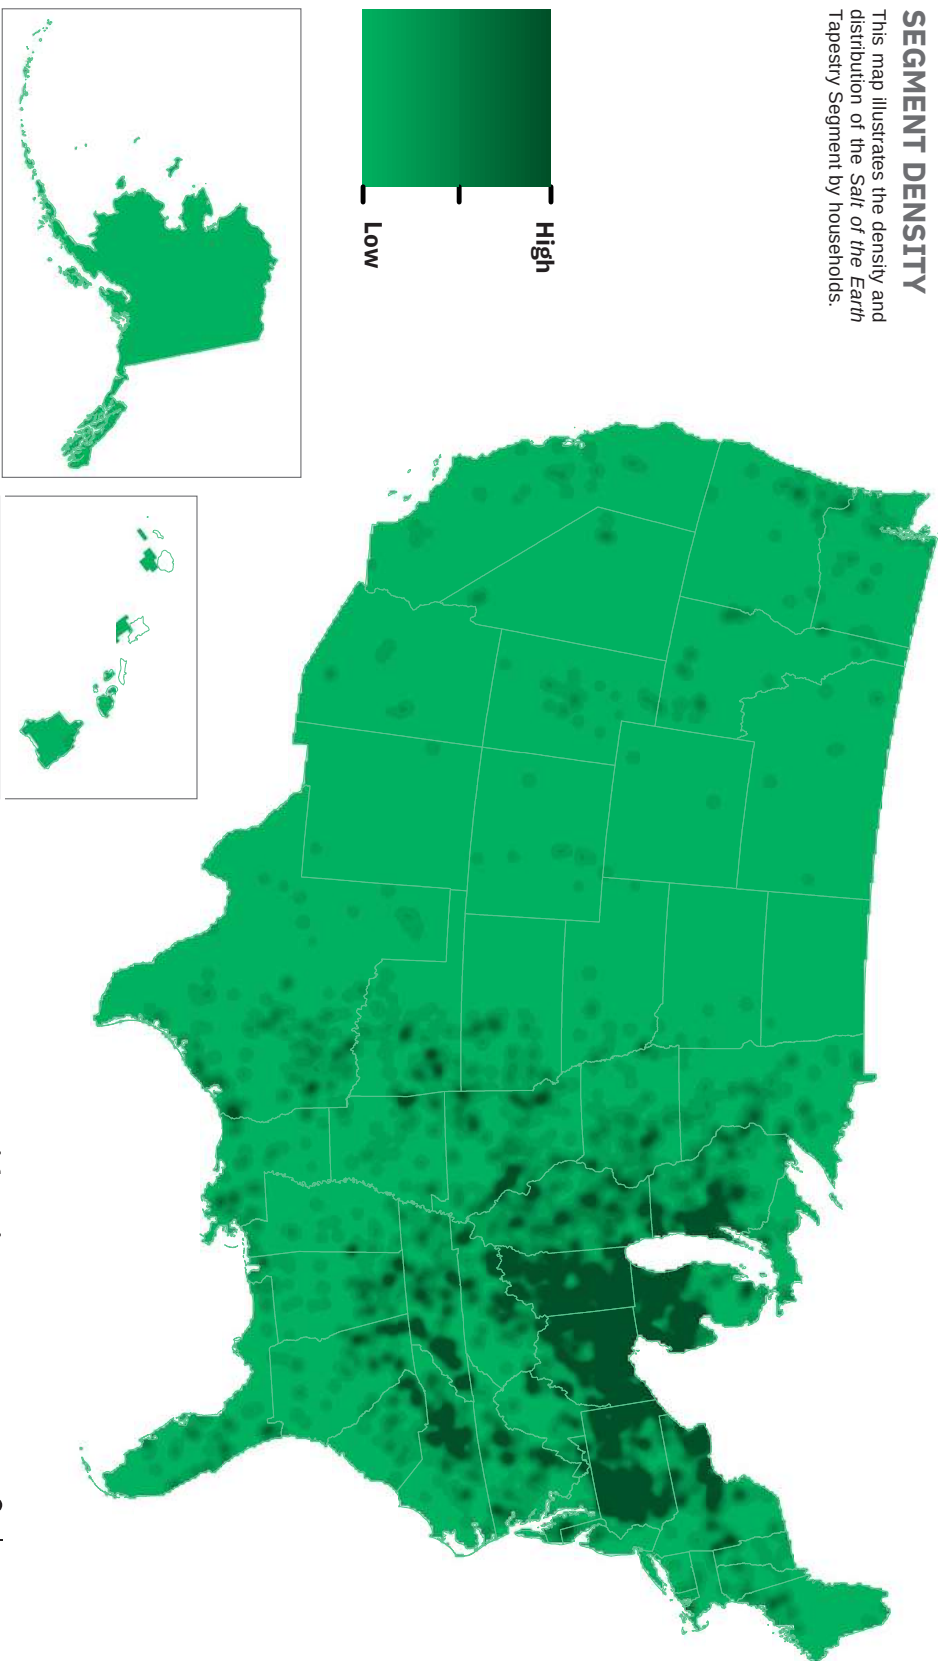 SEGMENT DENSITY
This map illustrates the density and
distribution of the Salt of the Earth
Tapestry Segment by households.
High
Low